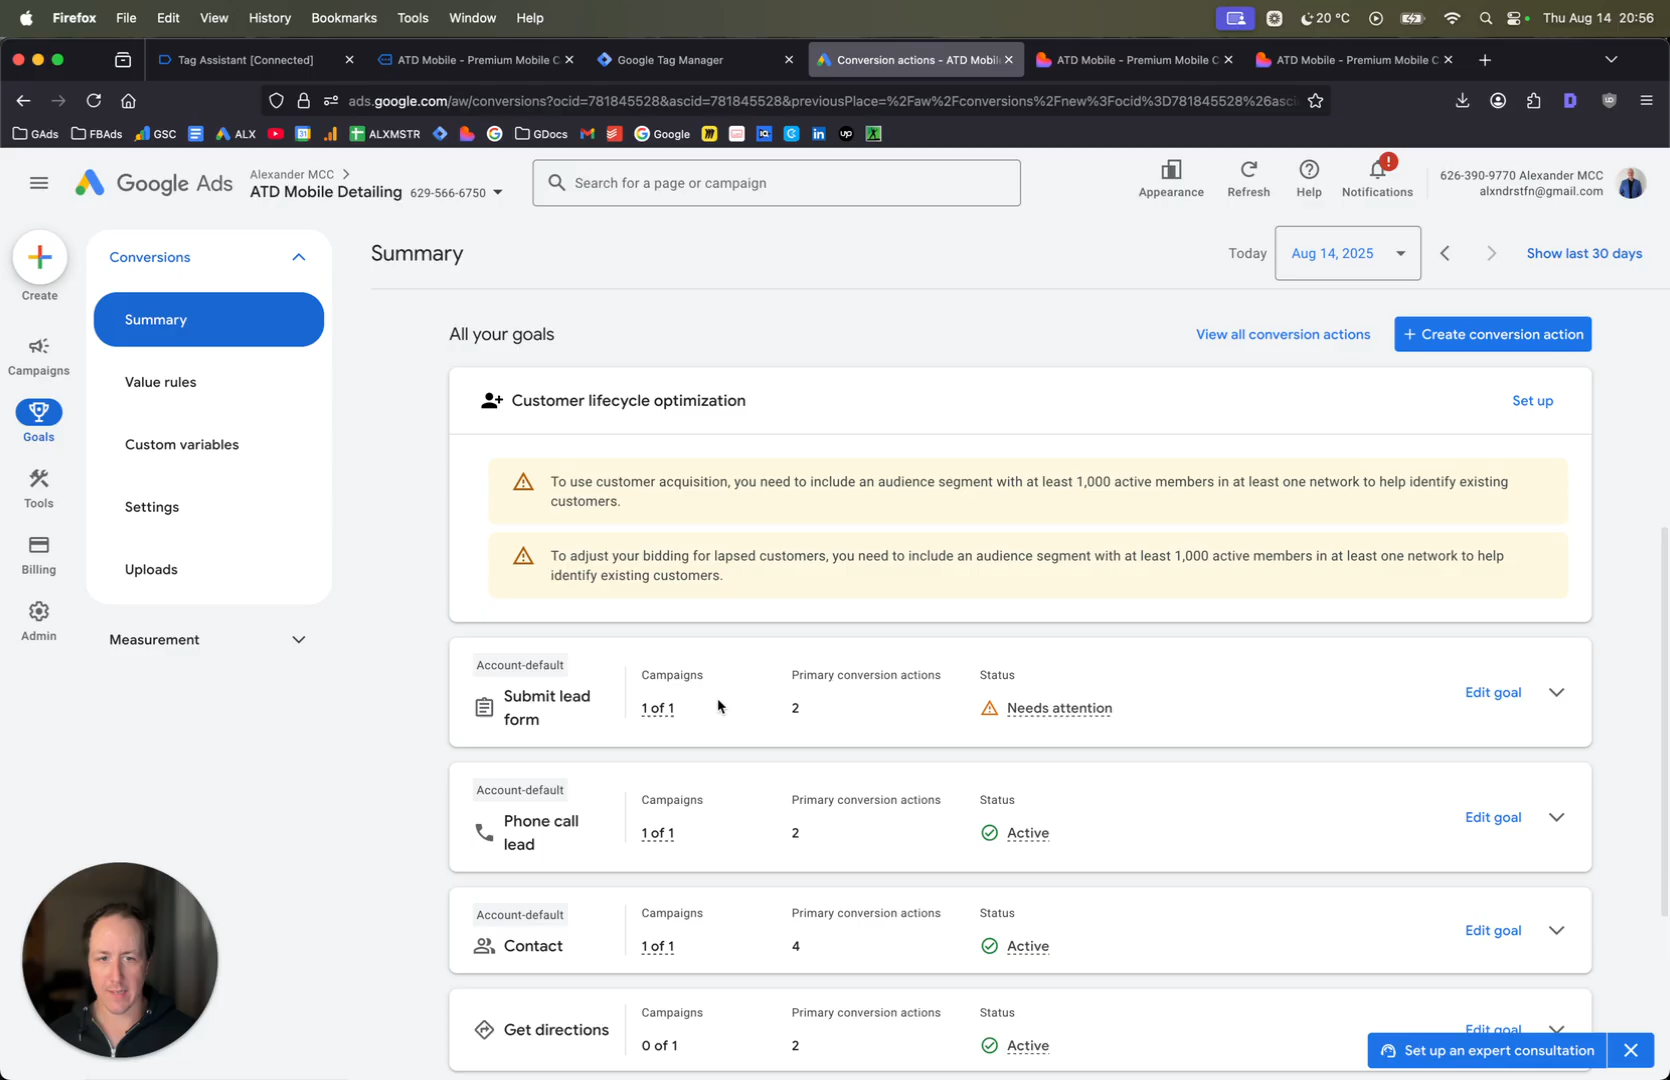 Firefox File Edit View History Bookmarks Tools Window Help 20 °C Thu Aug 14 20:56
Tag Assistant [Connected] ATD Mobile - Premium Mobile C Google Tag Manager Conversion actions - ATD Mobil ATD Mobile - Premium Mobile C ATD Mobile - Premium Mobile C
ads.google.com/aw/conversions?ocid=781845528&ascid=781845528&previousPlace=%2Faw%2Fconversions%2Fnew%3Focid%3D781845528%26asci
GAds FBAds GSC ALX ALXMSTR GDocs Google
Google Ads
Alexander MCC
ATD Mobile Detailing 629-566-6750
Search for a page or campaign
Appearance Refresh Help Notifications
626-390-9770 Alexander MCC
alxndrstfn@gmail.com
Create
Campaigns
Goals
Tools
Billing
Admin
Conversions
Summary
Value rules
Custom variables
Settings
Uploads
Measurement
Summary
Today Aug 14, 2025 Show last 30 days
All your goals
View all conversion actions + Create conversion action
Customer lifecycle optimization Set up
To use customer acquisition, you need to include an audience segment with at least 1,000 active members in at least one network to help identify existing
customers.
To adjust your bidding for lapsed customers, you need to include an audience segment with at least 1,000 active members in at least one network to help
identify existing customers.
Account-default
Submit lead
form
Campaigns Primary conversion actions Status
1 of 1 2 Needs attention
Edit goal
Account-default
Phone call
lead
Campaigns Primary conversion actions Status
1 of 1 2 Active
Edit goal
Account-default
Contact
Campaigns Primary conversion actions Status
1 of 1 4 Active
Edit goal
Get directions
Campaigns Primary conversion actions Status
0 of 1 2 Active
Edit goal
Set up an expert consultation